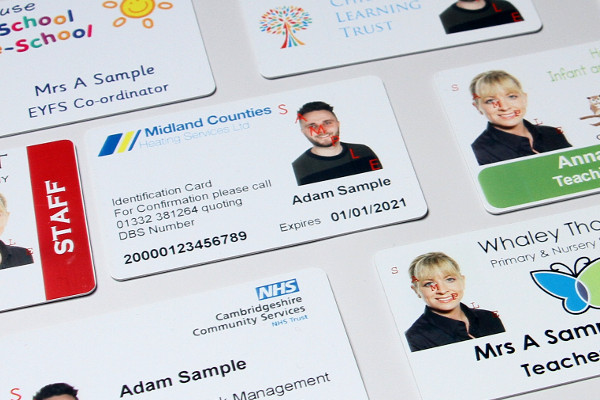 School
-School
Mrs A Sample
EYFS Co-ordinator
Learning
Trust
STAFF
Midland Counties
Heating Services Ltd
Identification Card
For Confirmation please call
01332 381264 quoting
DBS Number
20000123456789
SAMPLE
Adam Sample
Expires 01/01/2021
Infant
Anna
Teach
NHS
Cambridgeshire
Community Services
NHS Trust
Adam Sample
Management
Whaley Tho
Primary & Nursery
Mrs A Samp
Teache